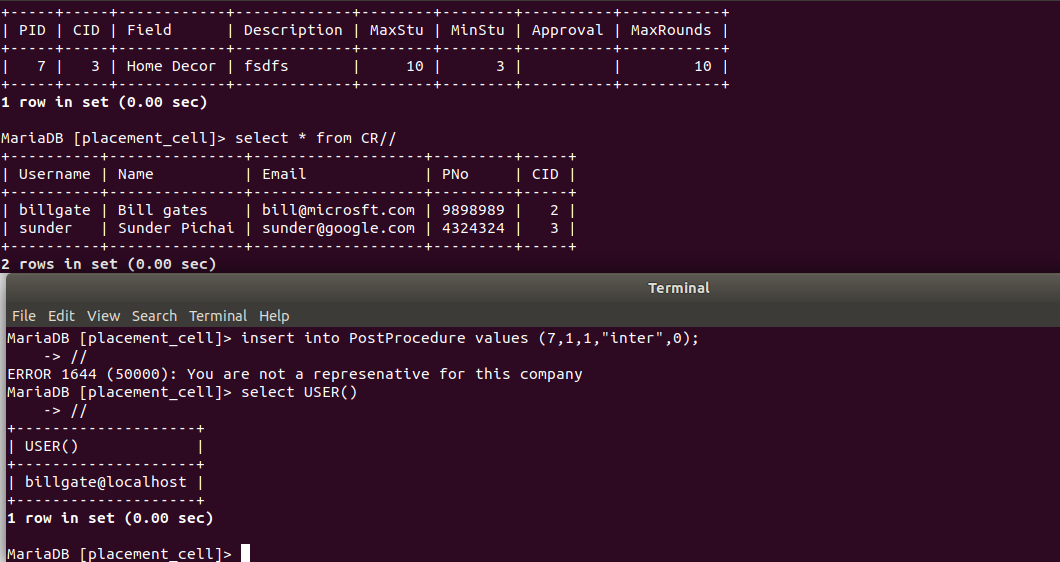 +-----+-----+------------+-------------+--------+--------+----------+-----------+
| PID | CID | Field      | Description | MaxStu | MinStu | Approval | MaxRounds |
+-----+-----+------------+-------------+--------+--------+----------+-----------+
|   7 |   3 | Home Decor | fsdfs       |     10 |      3 |          |        10 |
+-----+-----+------------+-------------+--------+--------+----------+-----------+
1 row in set (0.00 sec)

MariaDB [placement_cell]> select * from CR//
+----------+---------------+-------------------+---------+-----+
| Username | Name          | Email             | PNo     | CID |
+----------+---------------+-------------------+---------+-----+
| billgate | Bill gates    | bill@microsft.com | 9898989 |   2 |
| sunder   | Sunder Pichai | sunder@google.com | 4324324 |   3 |
+----------+---------------+-------------------+---------+-----+
2 rows in set (0.00 sec)
Terminal
File Edit View Search Terminal Help
MariaDB [placement_cell]> insert into PostProcedure values (7,1,1,"inter",0);
    -> //
ERROR 1644 (50000): You are not a represenative for this company
MariaDB [placement_cell]> select USER()
    -> //
+--------------------+
| USER()             |
+--------------------+
| billgate@localhost |
+--------------------+
1 row in set (0.00 sec)

MariaDB [placement_cell]>